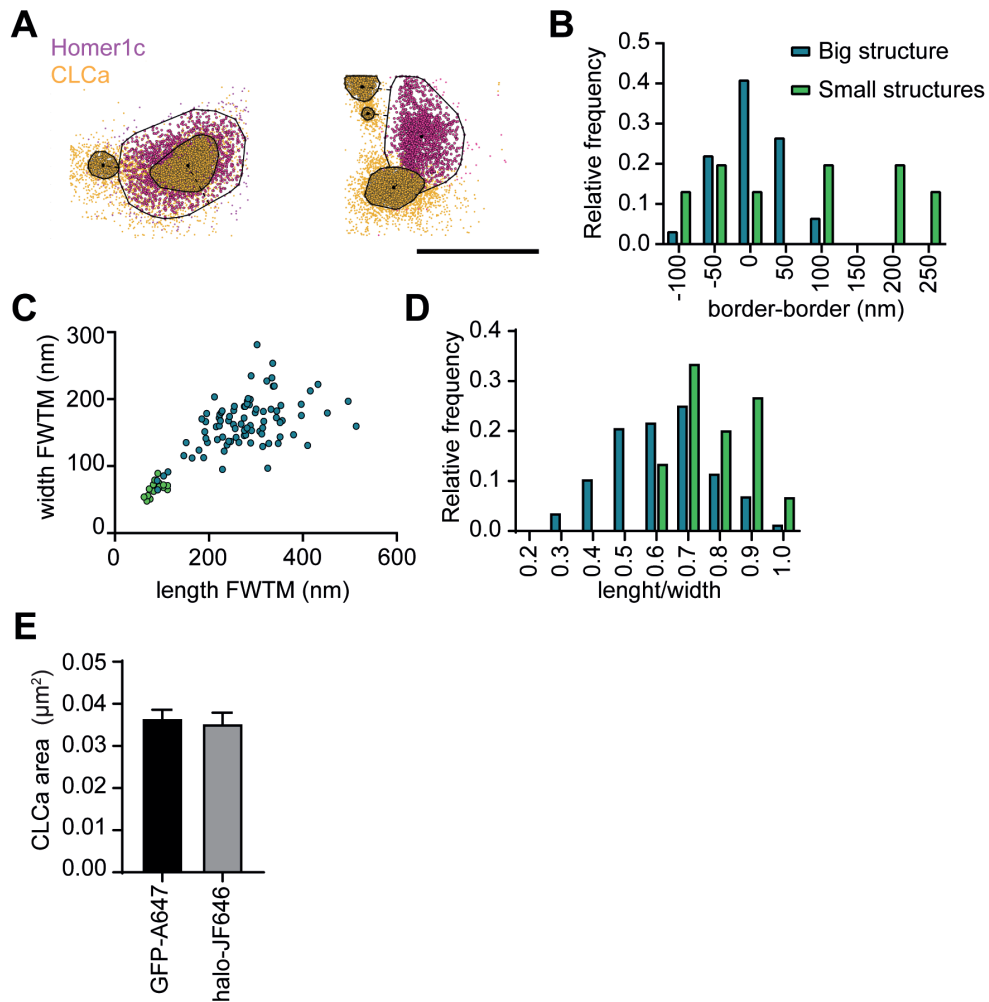 A
Homer1c
CLCa
B
Relative frequency
0.5
0.4
0.3
0.2
0.1
0.0
Big structure
Small structures
-100
-50
0
50
100
150
200
250
border-border (nm)
C
width FWTM (nm)
300
200
100
0
0
200
400
600
length FWTM (nm)
D
Relative frequency
0.4
0.3
0.2
0.1
0.0
0.2
0.3
0.4
0.5
0.6
0.7
0.8
0.9
1.0
lenght/width
E
CLCa area (µm²)
0.05
0.04
0.03
0.02
0.01
0.00
GFP-A647
halo-JF646